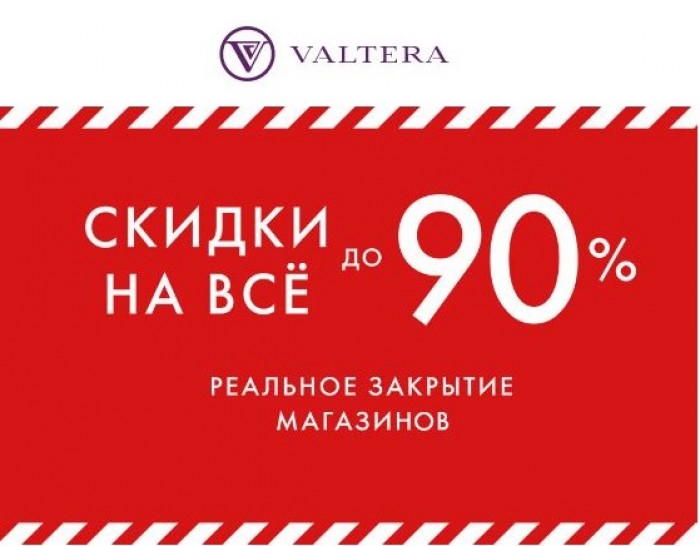 VALTERA
СКИДКИ
НА ВСЁ
ДО
90%
РЕАЛЬНОЕ ЗАКРЫТИЕ
МАГАЗИНОВ